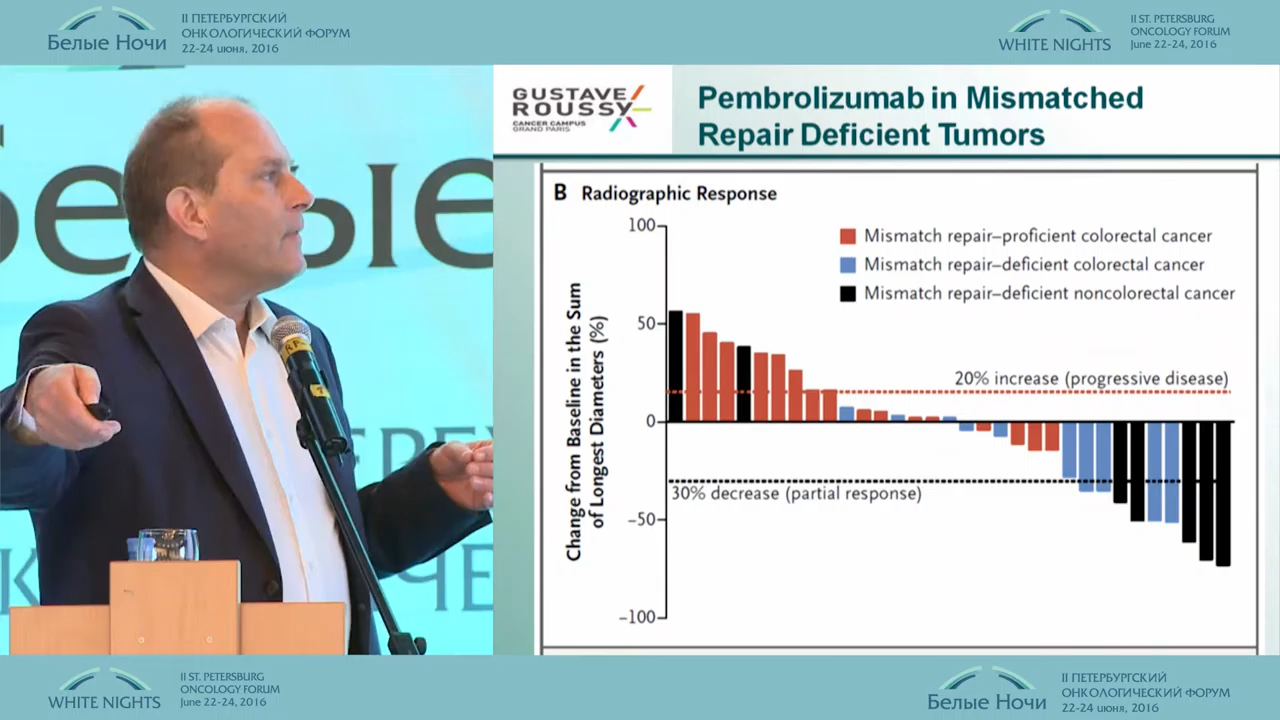 II ПЕТЕРБУРГСКИЙ
ОНКОЛОГИЧЕСКИЙ ФОРУМ
Белые Ночи
22-24 июня, 2016
II ST. PETERSBURG
ONCOLOGY FORUM
WHITE NIGHTS
June 22-24, 2016
GUSTAVE
ROUSSY
CANCER CAMPUS
GRAND PARIS
Pembrolizumab in Mismatched
Repair Deficient Tumors
B Radiographic Response
Change from Baseline in the Sum
of Longest Diameters (%)
100
50
0
–50
–100
Mismatch repair–proficient colorectal cancer
Mismatch repair–deficient colorectal cancer
Mismatch repair–deficient noncolorectal cancer
20% increase (progressive disease)
30% decrease (partial response)
II ST. PETERSBURG
ONCOLOGY FORUM
WHITE NIGHTS
June 22-24, 2016
II ПЕТЕРБУРГСКИЙ
ОНКОЛОГИЧЕСКИЙ ФОРУМ
Белые Ночи
22-24 июня, 2016